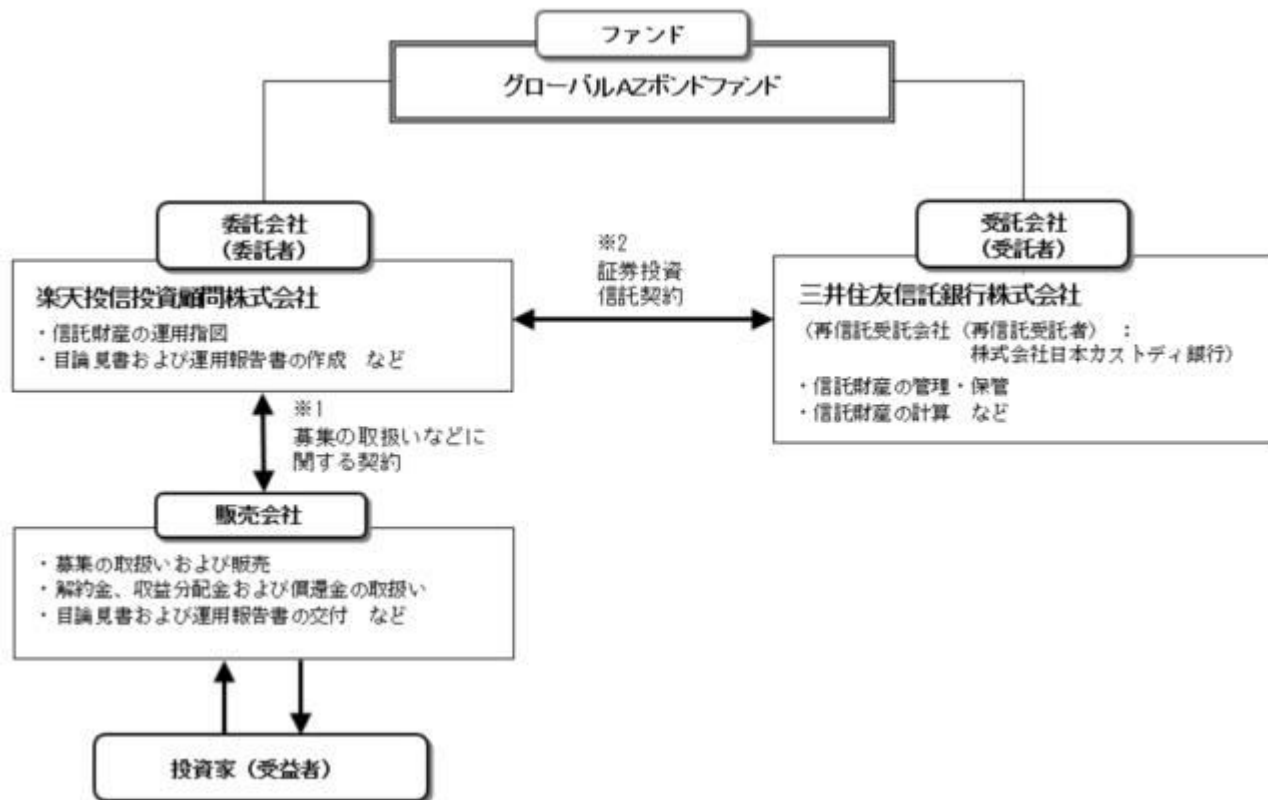 ファンド
グローバルAZボンドファンド
委託会社
（委託者）
楽天投信投資顧問株式会社
・信託財産の運用指図
・目論見書および運用報告書の作成　など
※2
証券投資
信託契約
受託会社
（受託者）
三井住友信託銀行株式会社
（再信託受託会社（再信託受託者）：
株式会社日本カストディ銀行）
・信託財産の管理・保管
・信託財産の計算　など
※1
募集の取扱いなどに
関する契約
販売会社
・募集の取扱いおよび販売
・解約金、収益分配金および償還金の取扱い
・目論見書および運用報告書の交付　など
投資家（受益者）